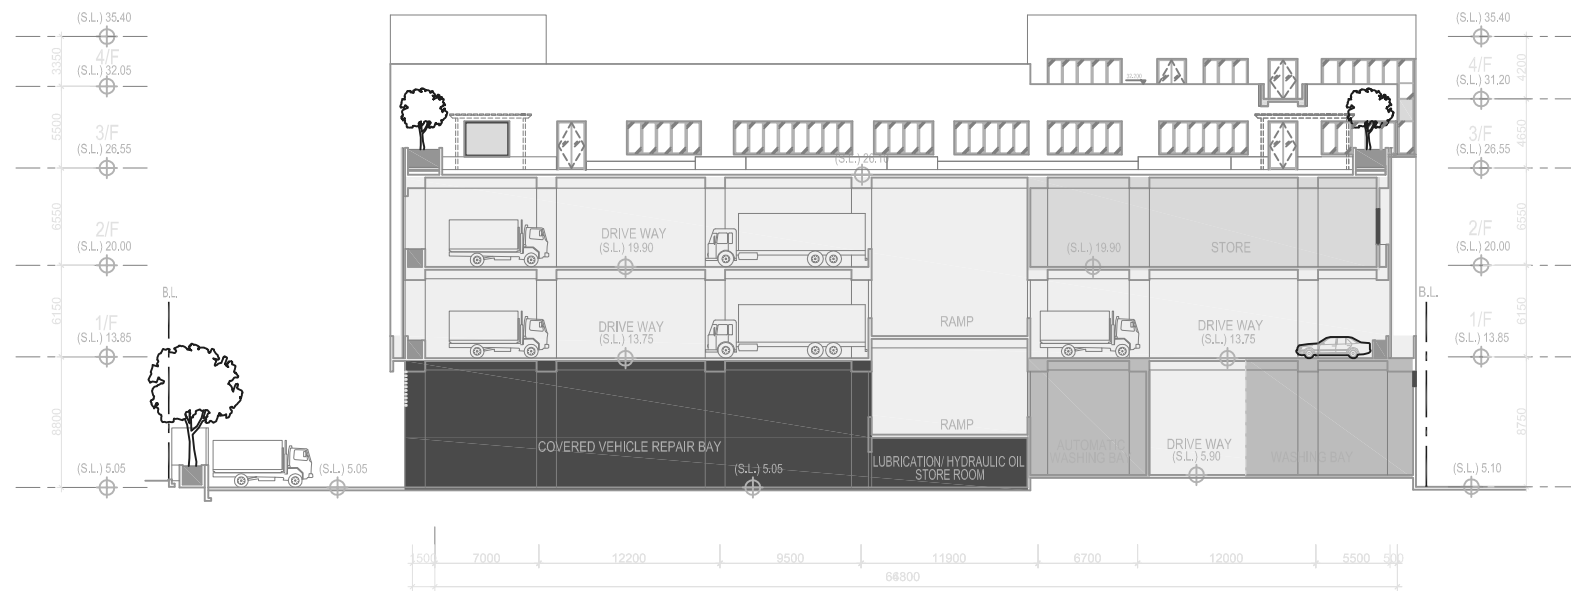 (S.L.) 35.40
(S.L.) 35.40
4/F
(S.L.) 32.05
3350
4/F
(S.L.) 31,20
4200
32.200
5500
3/F
(S.L.) 26,55
4650
3/F
(S.L.) 26,55
(S.L.) 26.10
6550
2/F
(S.L.) 20.00
DRIVE WAY
(S.L.) 19.90
(S.L.) 19.90
STORE
6550
2/F
(S.L.) 20.00
B.L.
B.L.
6150
1/F
(S.L.) 13.85
DRIVE WAY
(S.L.) 13.75
RAMP
DRIVE WAY
(S.L.) 13.75
6150
1/F
(S.L.) 13.85
8800
8750
RAMP
COVERED VEHICLE REPAIR BAY
AUTOMATIC
WASHING BAY
DRIVE WAY
(S.L.) 5.90
WASHING BAY
LUBRICATION/ HYDRAULIC OIL
STORE ROOM
(S.L.) 5.05
(S.L.) 5.05
(S.L.) 5.05
(S.L.) 5,10
1500
7000
12200
9500
11900
6700
12000
5500
500